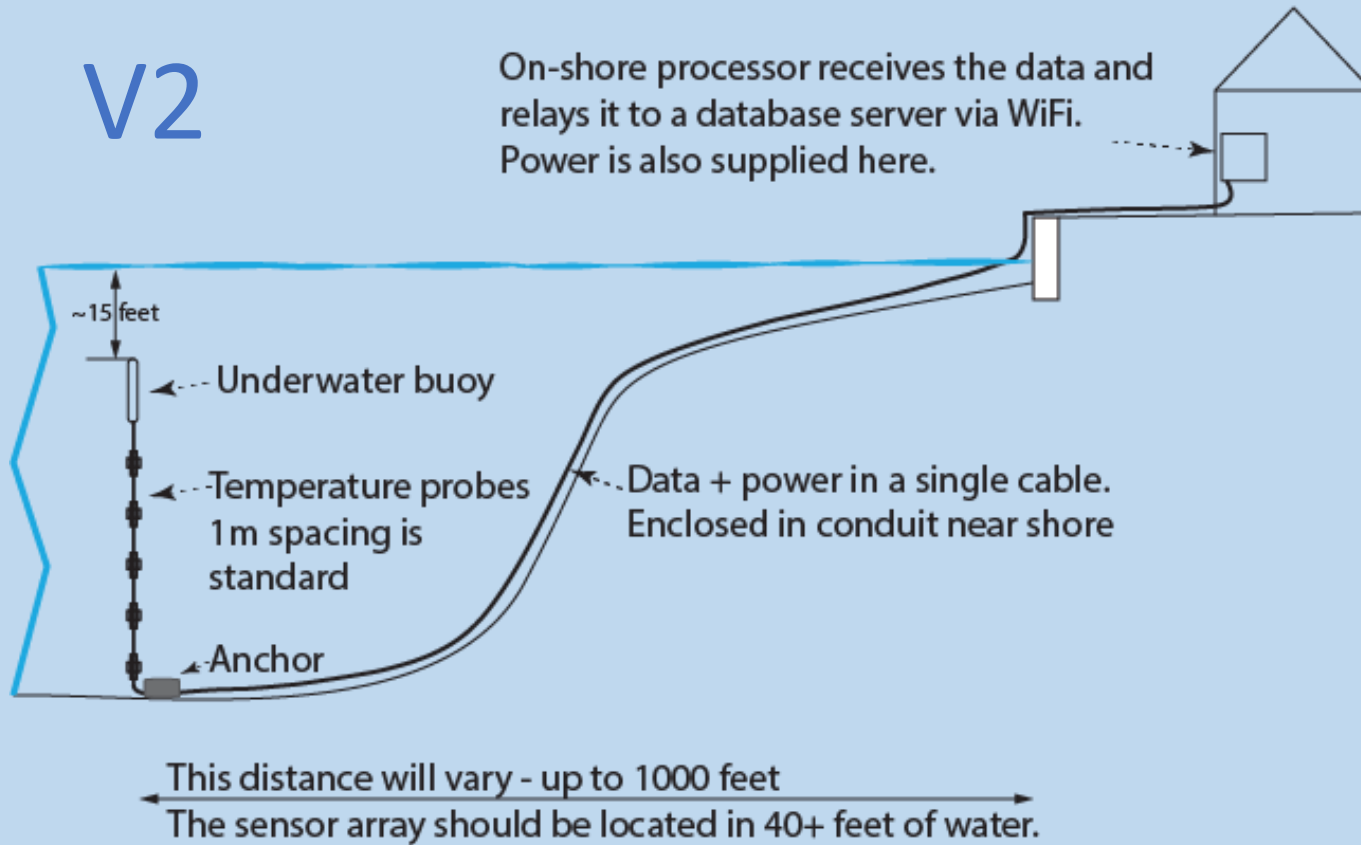 V2
On-shore processor receives the data and
relays it to a database server via WiFi.
Power is also supplied here.
~15 feet
Underwater buoy
Temperature probes
1m spacing is
standard
Data + power in a single cable.
Enclosed in conduit near shore
Anchor
This distance will vary - up to 1000 feet
The sensor array should be located in 40+ feet of water.